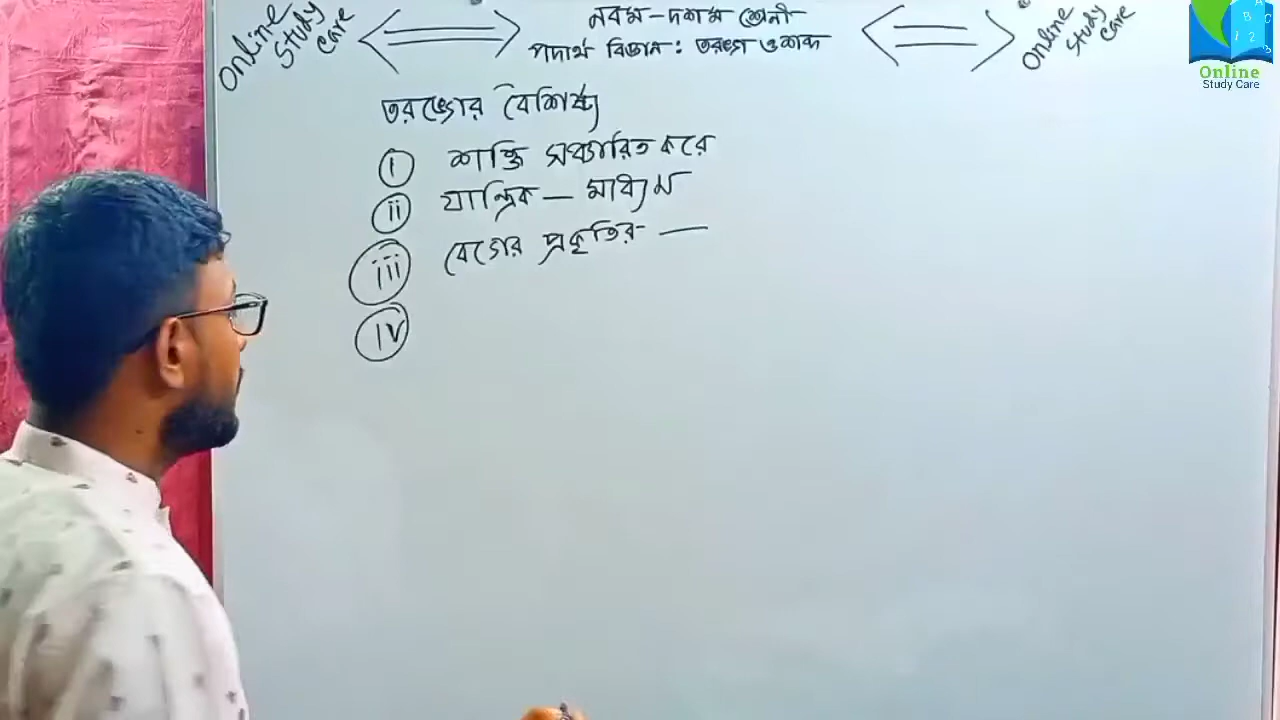 Online Study Care
নবম-দশম শ্রেনী
পদার্থ বিজ্ঞান : তরঙ্গ ও শব্দ
Online Study Care
Online
Study Care
তরঙ্গের বৈশিষ্ট্য
i শক্তি সঞ্চারিত করে
ii যান্ত্রিক — মাধ্যম
iii বেগের প্রকৃতির —
iv